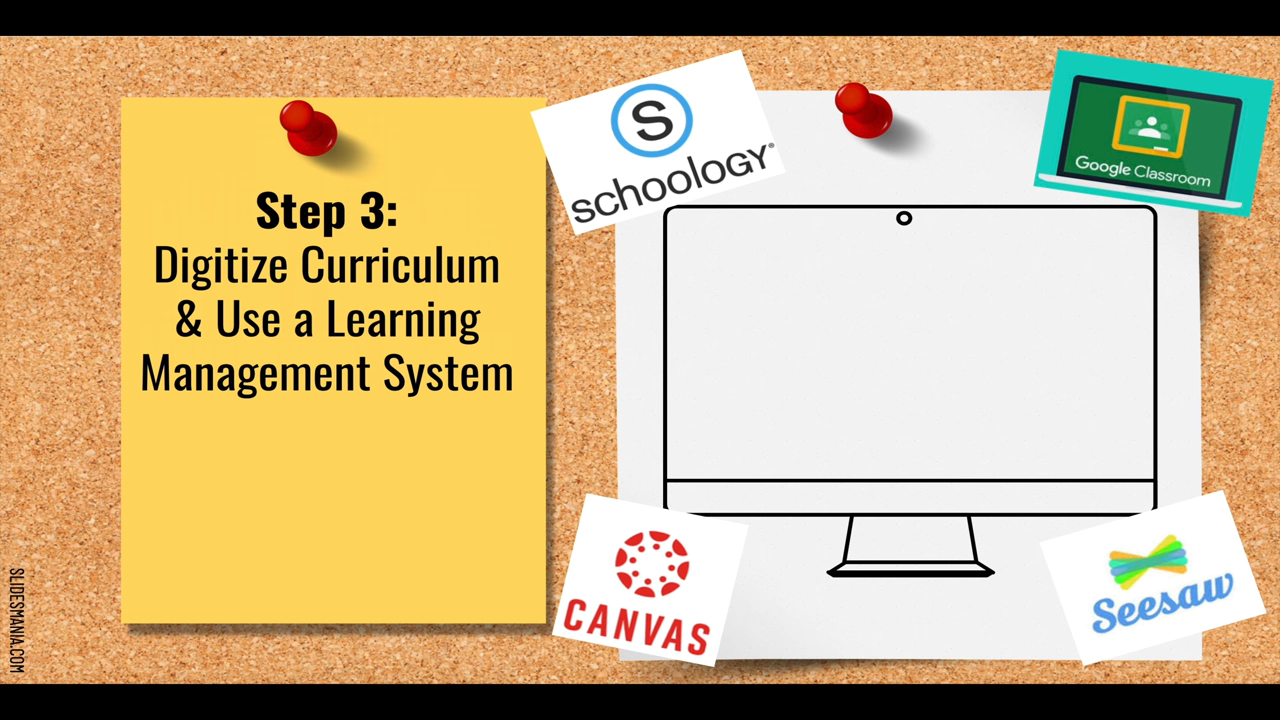 Step 3:
Digitize Curriculum
& Use a Learning
Management System
S
schoology®
Google Classroom
CANVAS
Seesaw
SLIDESMANIA.COM